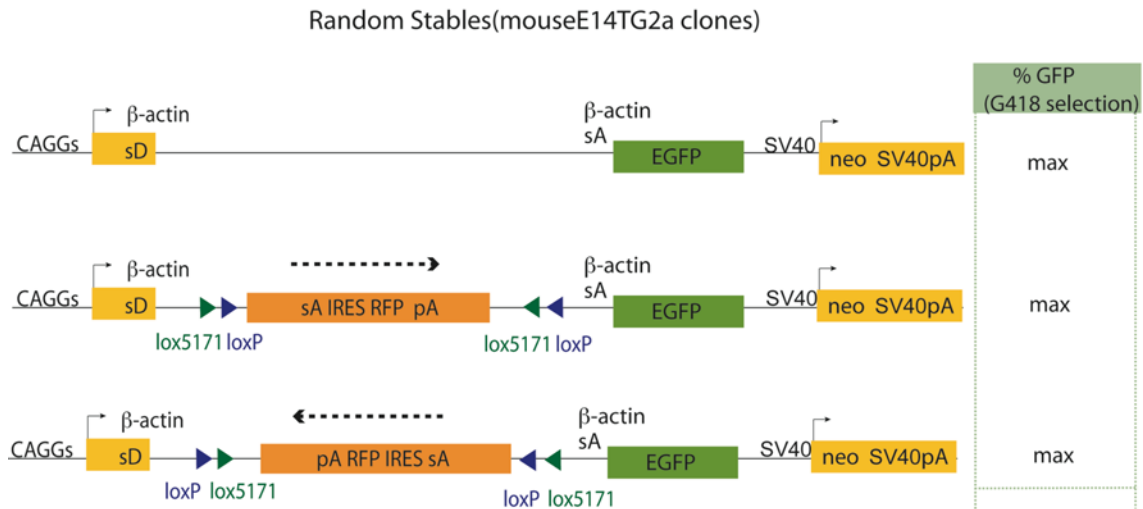 Random Stables(mouseE14TG2a clones)
% GFP
(G418 selection)
CAGGs β-actin sD β-actin sA EGFP SV40 neo SV40pA max
CAGGs β-actin sD sA IRES RFP pA β-actin sA EGFP SV40 neo SV40pA max
lox5171 loxP lox5171 loxP
CAGGs β-actin sD pA RFP IRES sA β-actin sA EGFP SV40 neo SV40pA max
loxP lox5171 loxP lox5171